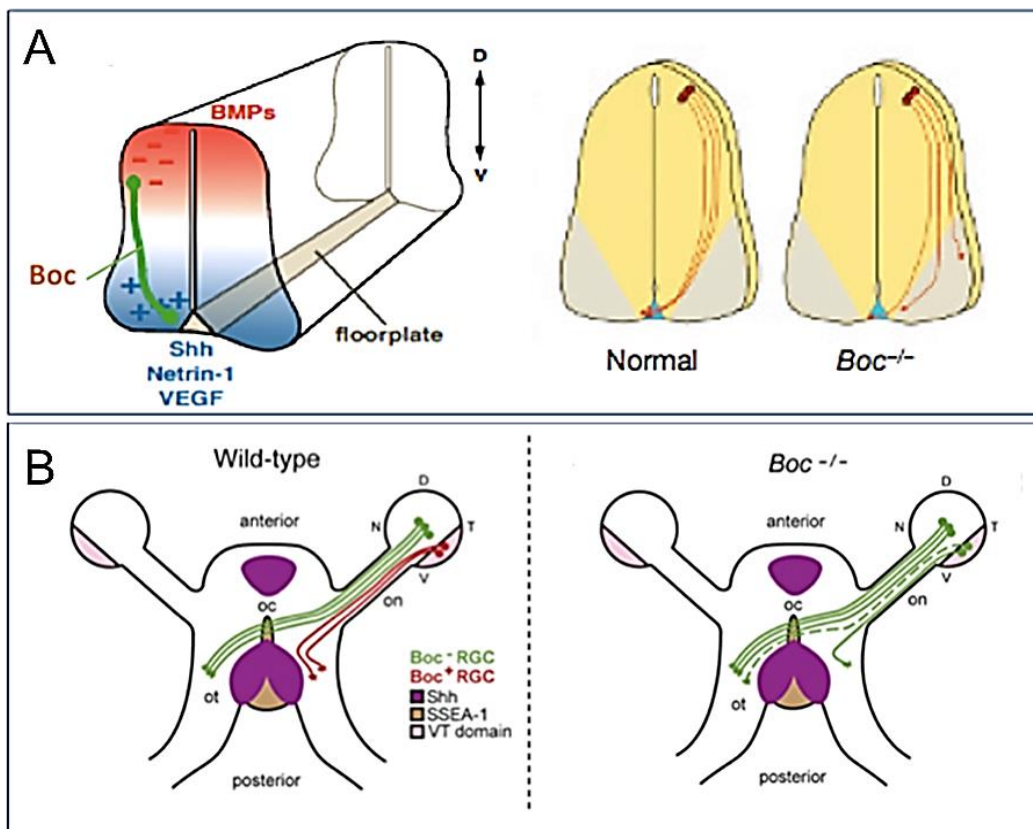 A
BMPs
D
V
Boc
floorplate
Shh
Netrin-1
VEGF
Normal
Boc−/−
B
Wild-type
anterior
D
N
T
V
oc
on
ot
Boc⁻ RGC
Boc⁺ RGC
Shh
SSEA-1
VT domain
posterior
Boc −/−
anterior
D
N
T
V
oc
on
ot
posterior